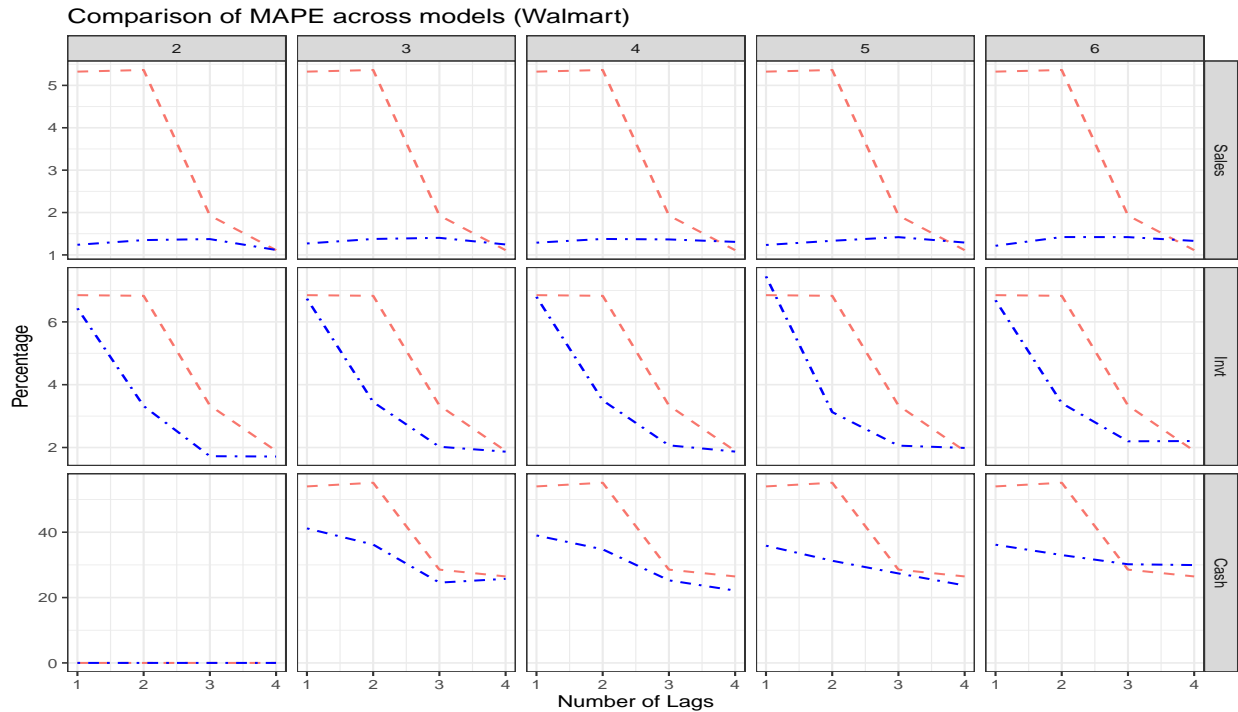 Comparison of MAPE across models (Walmart)
2 3 4 5 6
5
4
3
2
1
Sales
6
4
2
Invt
Percentage
40
20
0
Cash
1 2 3 4 1 2 3 4 1 2 3 4 1 2 3 4 1 2 3 4
Number of Lags